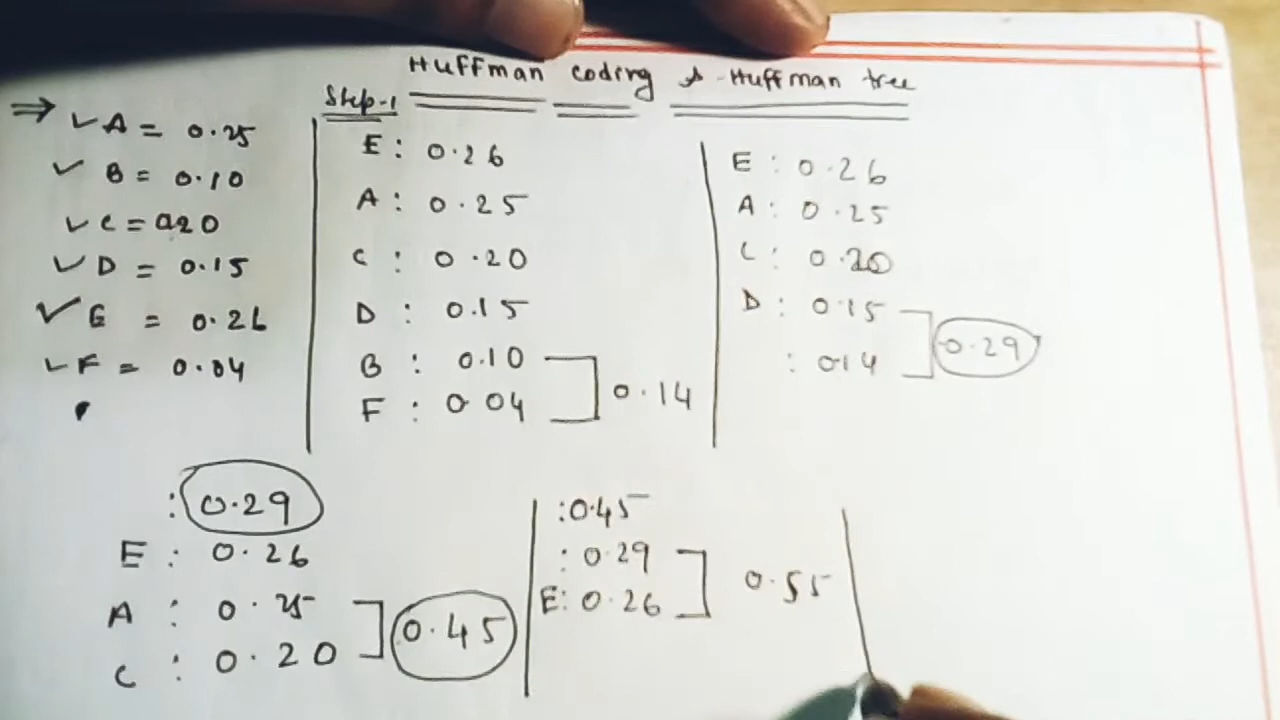 Huffman coding & Huffman tree
⇒ ✓ A = 0.25
✓ B = 0.10
✓ C = 0.20
✓ D = 0.15
✓ E = 0.26
✓ F = 0.04
Step-1
E : 0.26
A : 0.25
C : 0.20
D : 0.15
B : 0.10
F : 0.04
0.14
E : 0.26
A : 0.25
C : 0.20
D : 0.15
: 0.14
0.29
: 0.29
E : 0.26
A : 0.25
C : 0.20
0.45
: 0.45
: 0.29
E : 0.26
0.55